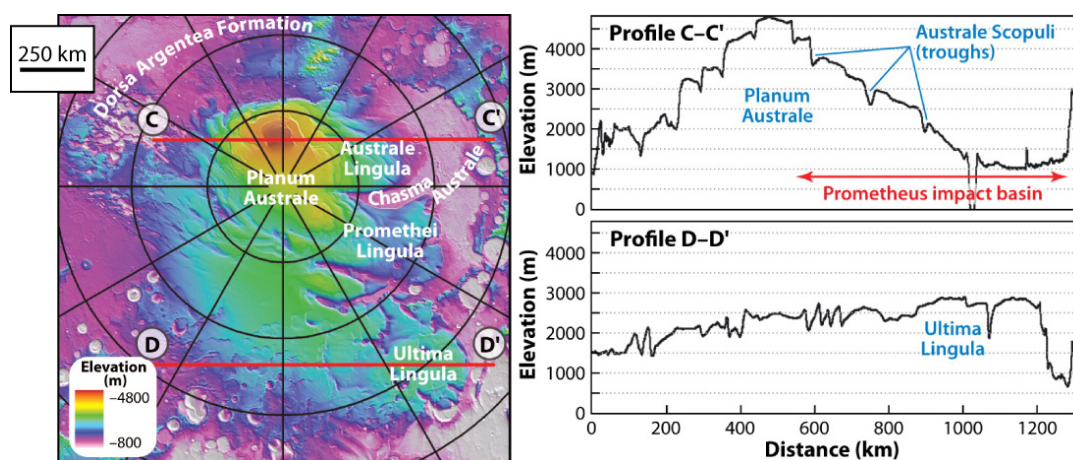 250 km
Dorsa Argentea Formation
C
C'
Australe
Lingula
Planum
Australe
Chasma
Australe
Promethei
Lingula
D
D'
Ultima
Lingula
Elevation
(m)
–4800
–800
Profile C–C'
Elevation (m)
4000
3000
2000
1000
0
Australe Scopuli
(troughs)
Planum
Australe
Prometheus impact basin
Profile D–D'
Elevation (m)
4000
3000
2000
1000
0
Ultima
Lingula
0
200
400
600
800
1000
1200
Distance (km)